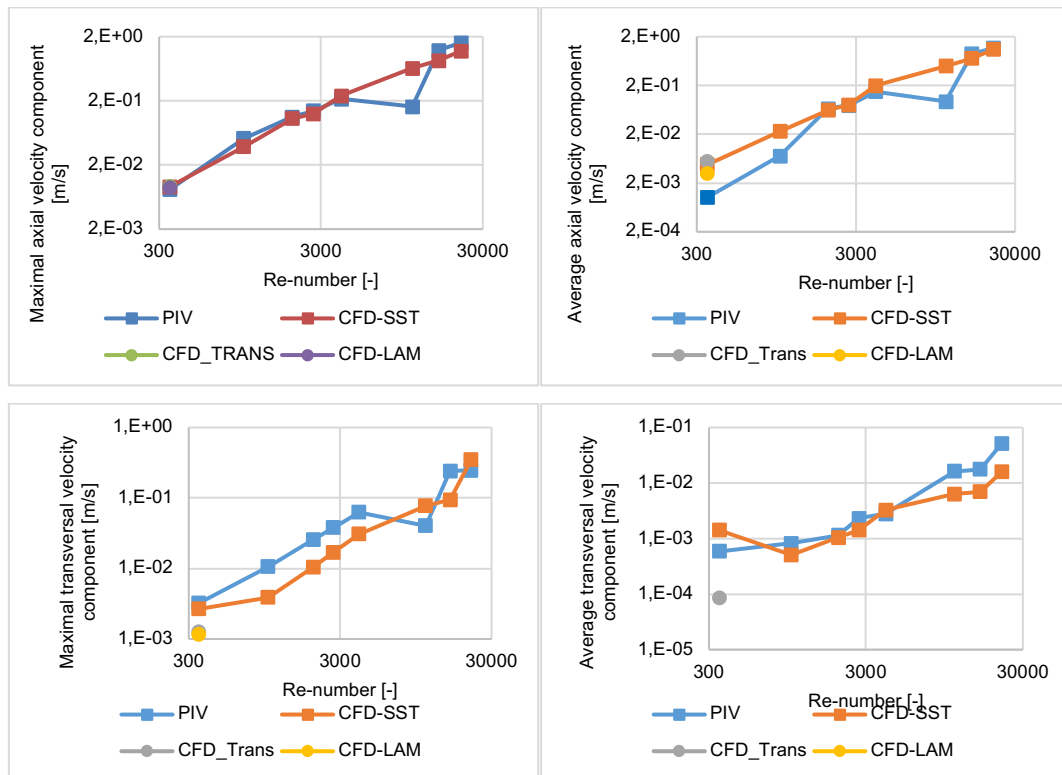 Maximal axial velocity component
[m/s]
2,E+00
2,E-01
2,E-02
2,E-03
300
3000
30000
Re-number [-]
PIV
CFD-SST
CFD_TRANS
CFD-LAM
Average axial velocity component
[m/s]
2,E+00
2,E-01
2,E-02
2,E-03
2,E-04
300
3000
30000
Re-number [-]
PIV
CFD-SST
CFD_Trans
CFD-LAM
Maximal transversal velocity
component [m/s]
1,E+00
1,E-01
1,E-02
1,E-03
300
3000
30000
Re-number [-]
PIV
CFD-SST
CFD_Trans
CFD-LAM
Average transversal velocity
component [m/s]
1,E-01
1,E-02
1,E-03
1,E-04
1,E-05
300
3000
30000
Re-number [-]
PIV
CFD-SST
CFD_Trans
CFD-LAM